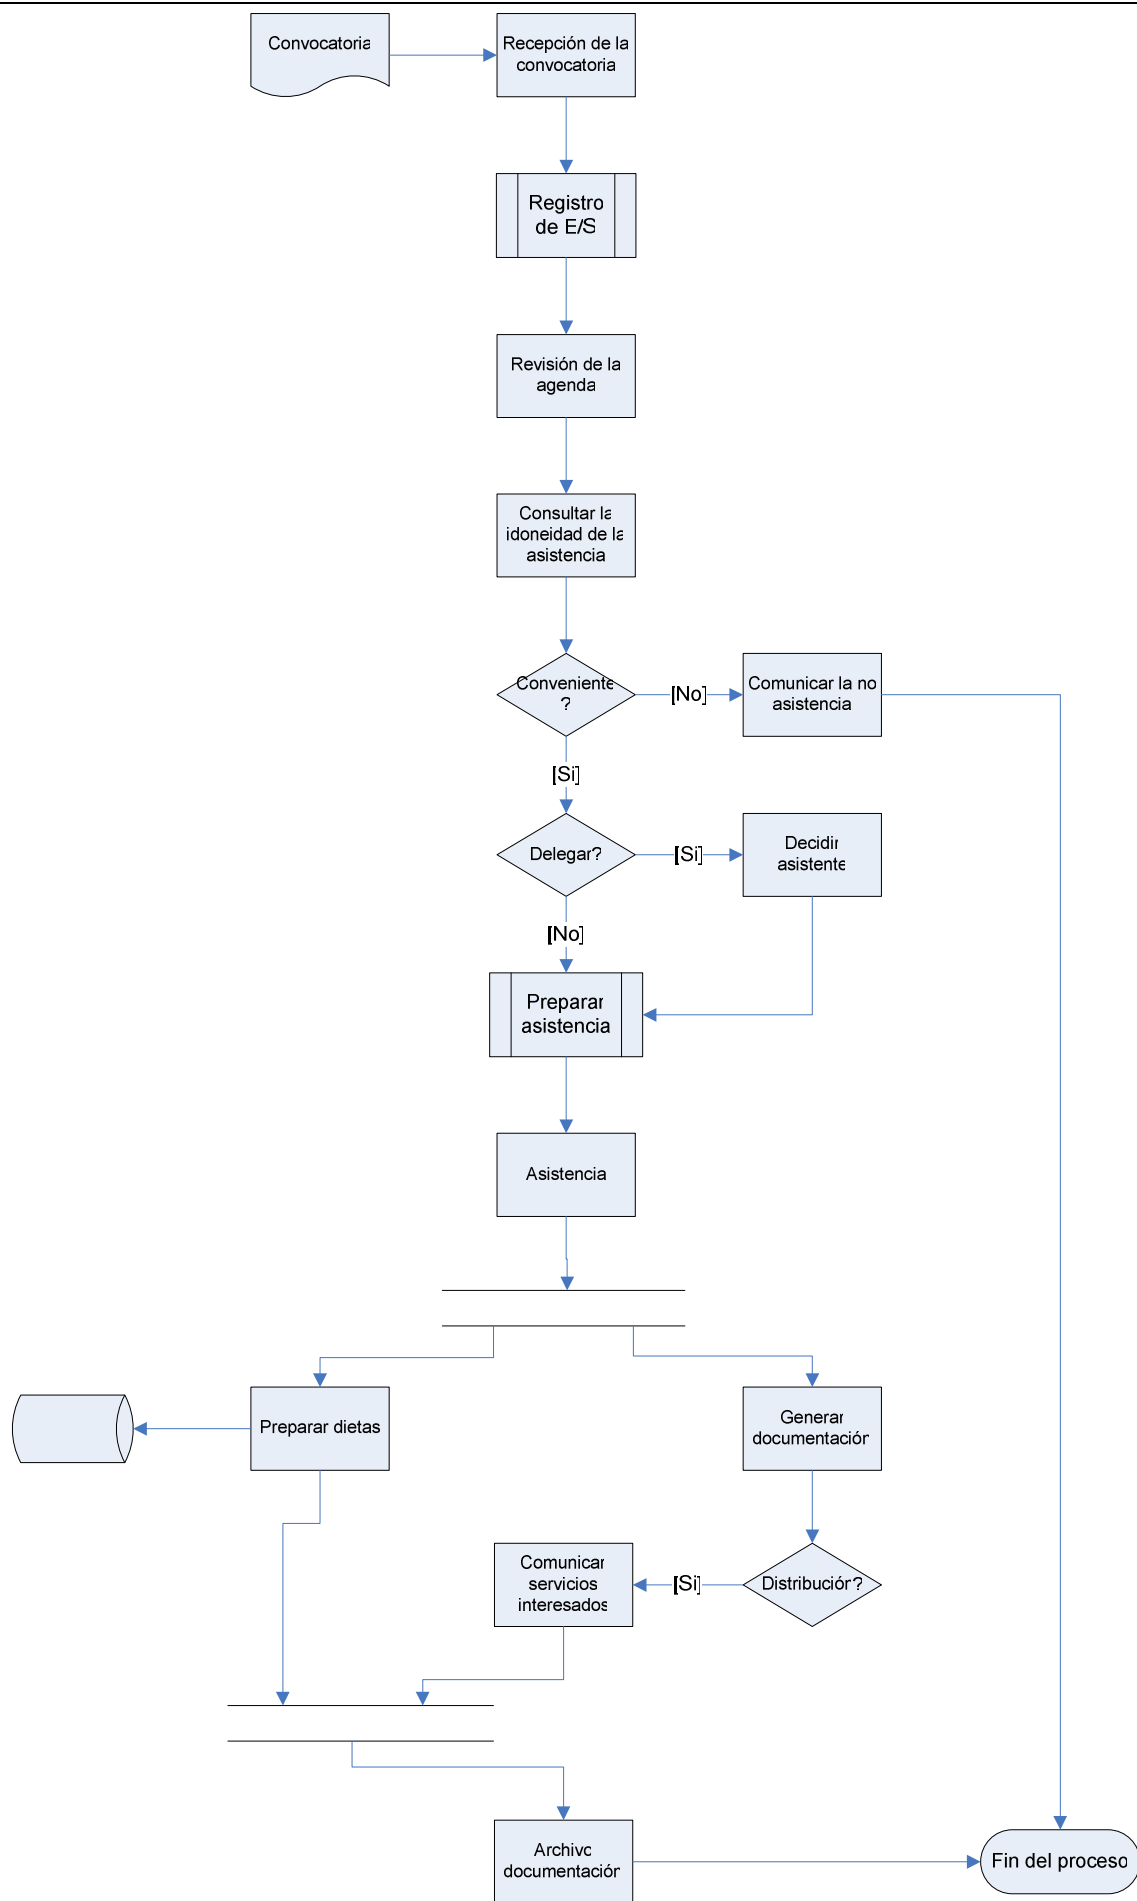 Convocatoria
Recepción de la
convocatoria
Registro
de E/S
Revisión de la
agenda
Consultar la
idoneidad de la
asistencia
Conveniente
?
[No]
Comunicar la no
asistencia
[Si]
Delegar?
[Si]
Decidir
asistente
[No]
Preparar
asistencia
Asistencia
Preparar dietas
Generar
documentación
Comunicar
servicios
interesados
[Si]
Distribución?
Archivo
documentación
Fin del proceso